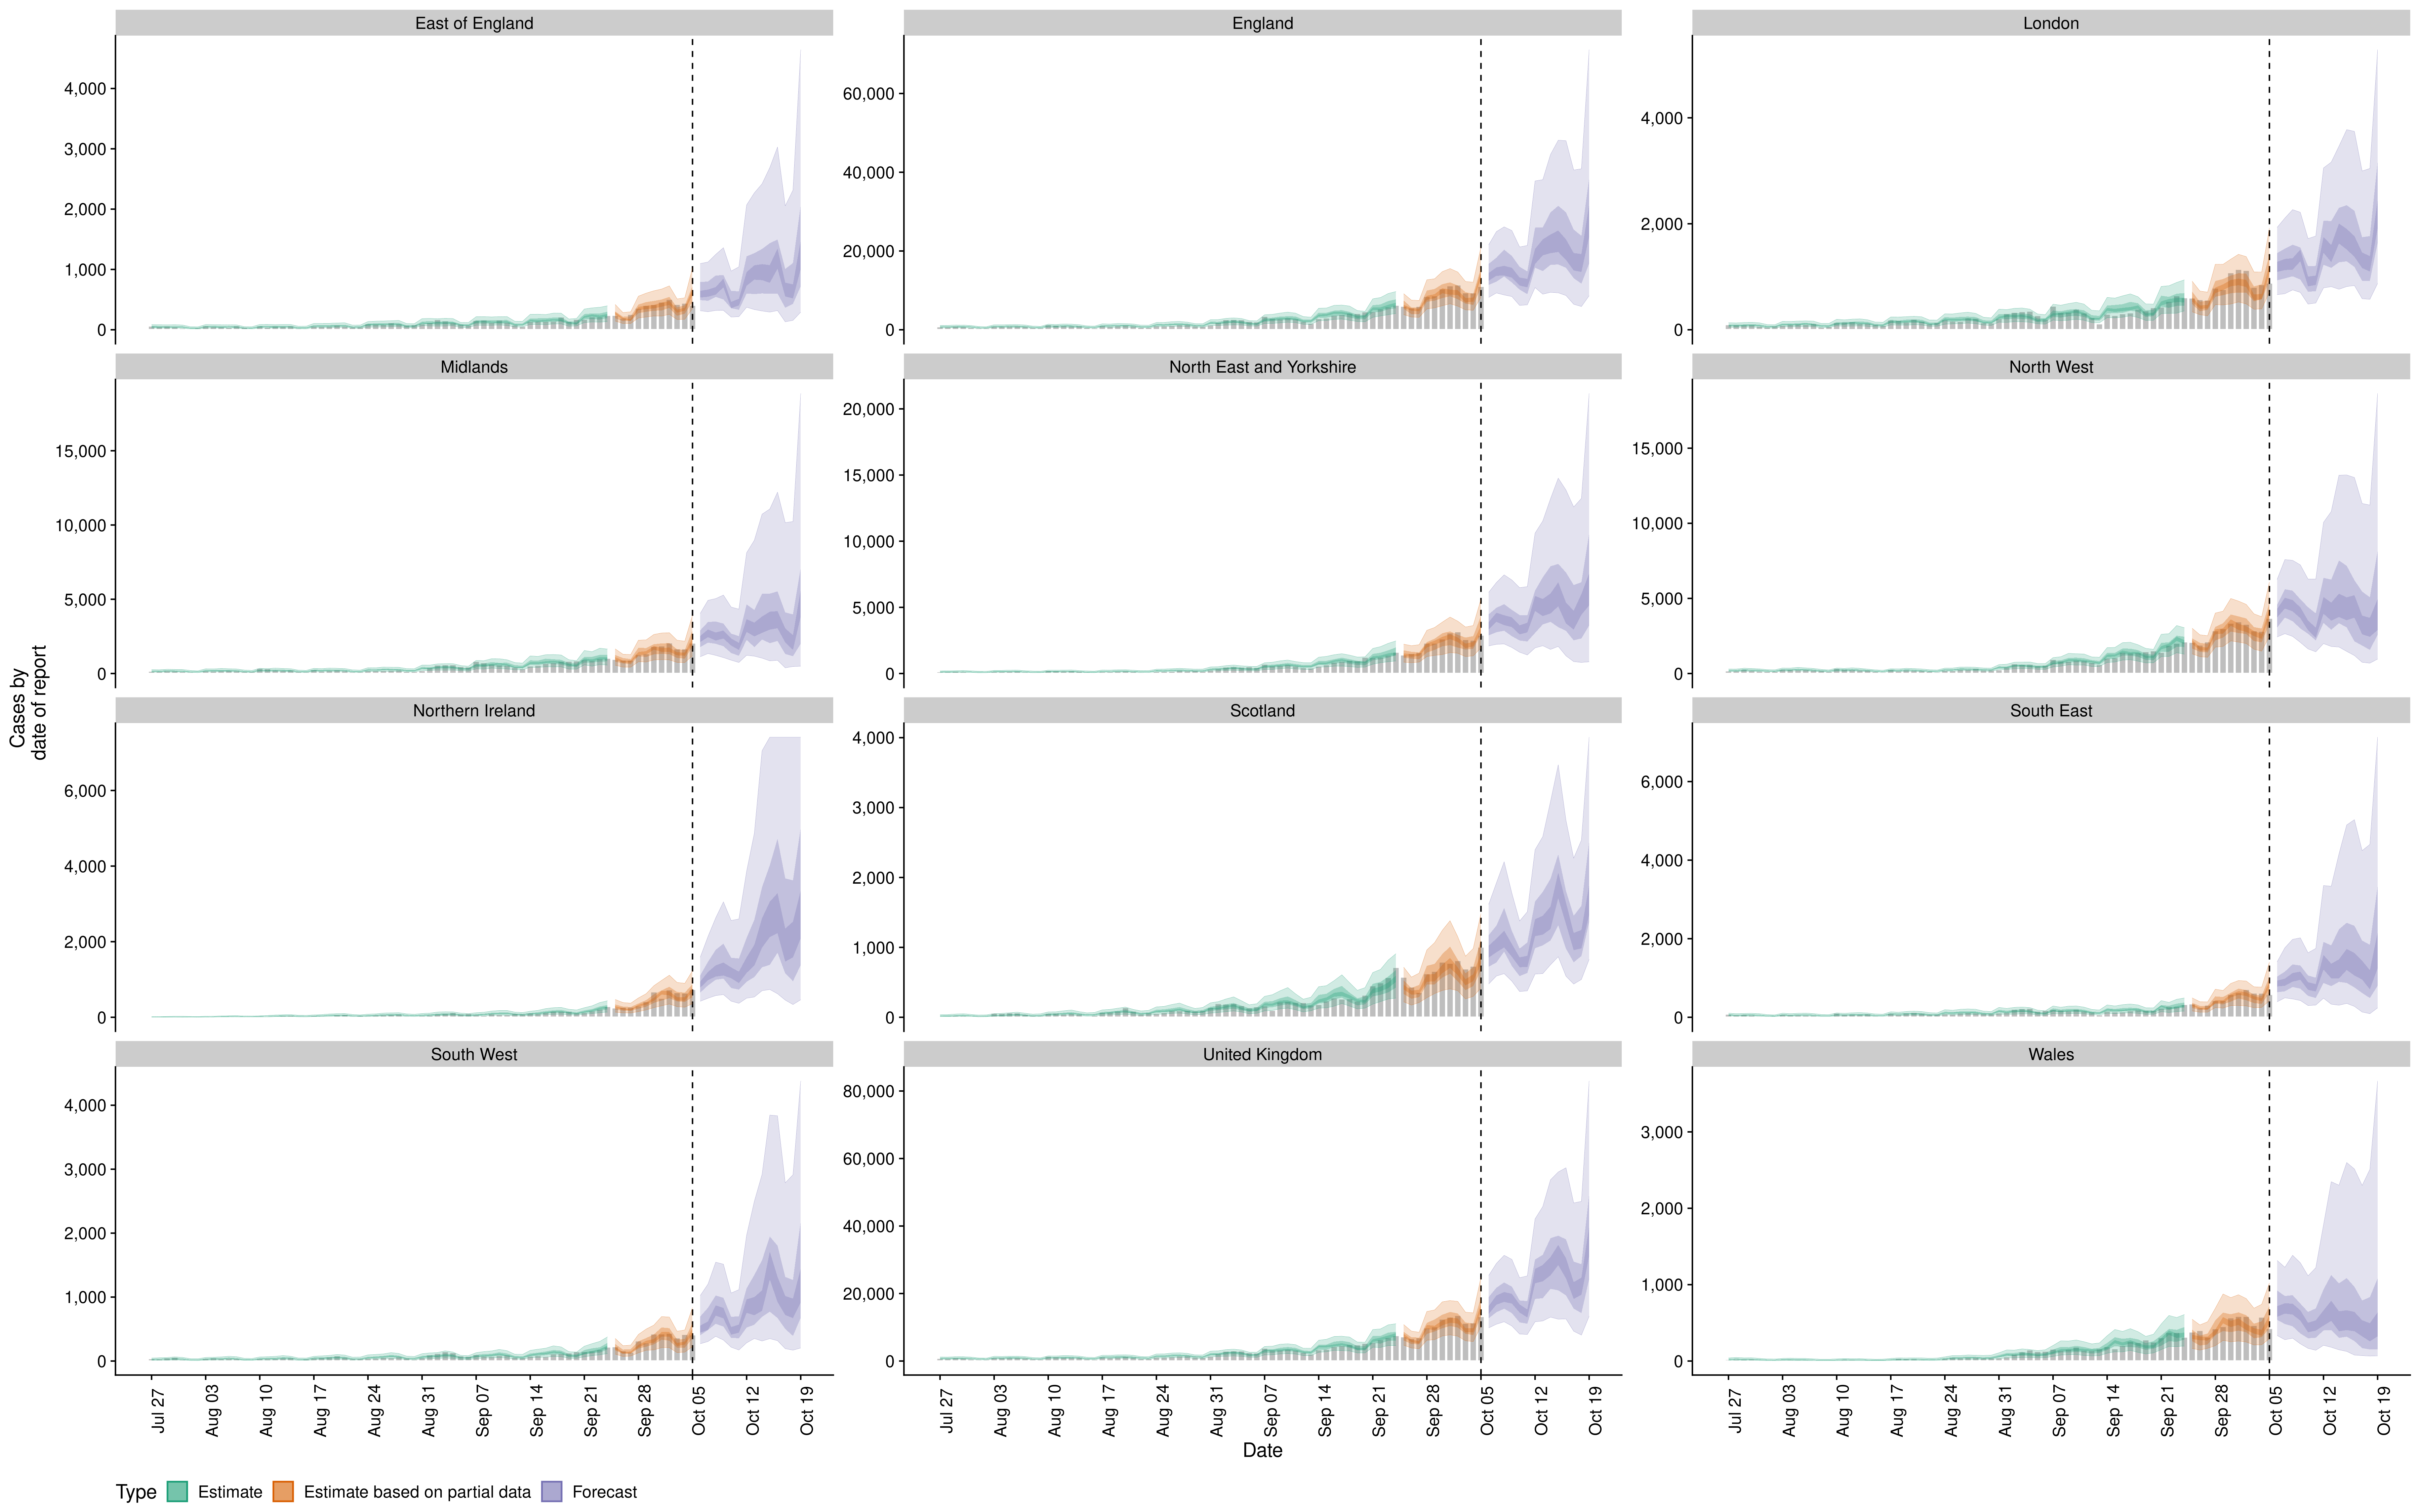 East of England
England
London
4,000
3,000
2,000
1,000
0
60,000
40,000
20,000
0
4,000
2,000
0
Midlands
North East and Yorkshire
North West
15,000
10,000
5,000
0
20,000
15,000
10,000
5,000
0
15,000
10,000
5,000
0
Cases by
date of report
Northern Ireland
Scotland
South East
6,000
4,000
2,000
0
4,000
3,000
2,000
1,000
0
6,000
4,000
2,000
0
South West
United Kingdom
Wales
4,000
3,000
2,000
1,000
0
80,000
60,000
40,000
20,000
0
3,000
2,000
1,000
0
Jul 27
Aug 03
Aug 10
Aug 17
Aug 24
Aug 31
Sep 07
Sep 14
Sep 21
Sep 28
Oct 05
Oct 12
Oct 19
Jul 27
Aug 03
Aug 10
Aug 17
Aug 24
Aug 31
Sep 07
Sep 14
Sep 21
Sep 28
Oct 05
Oct 12
Oct 19
Jul 27
Aug 03
Aug 10
Aug 17
Aug 24
Aug 31
Sep 07
Sep 14
Sep 21
Sep 28
Oct 05
Oct 12
Oct 19
Date
Type Estimate Estimate based on partial data Forecast